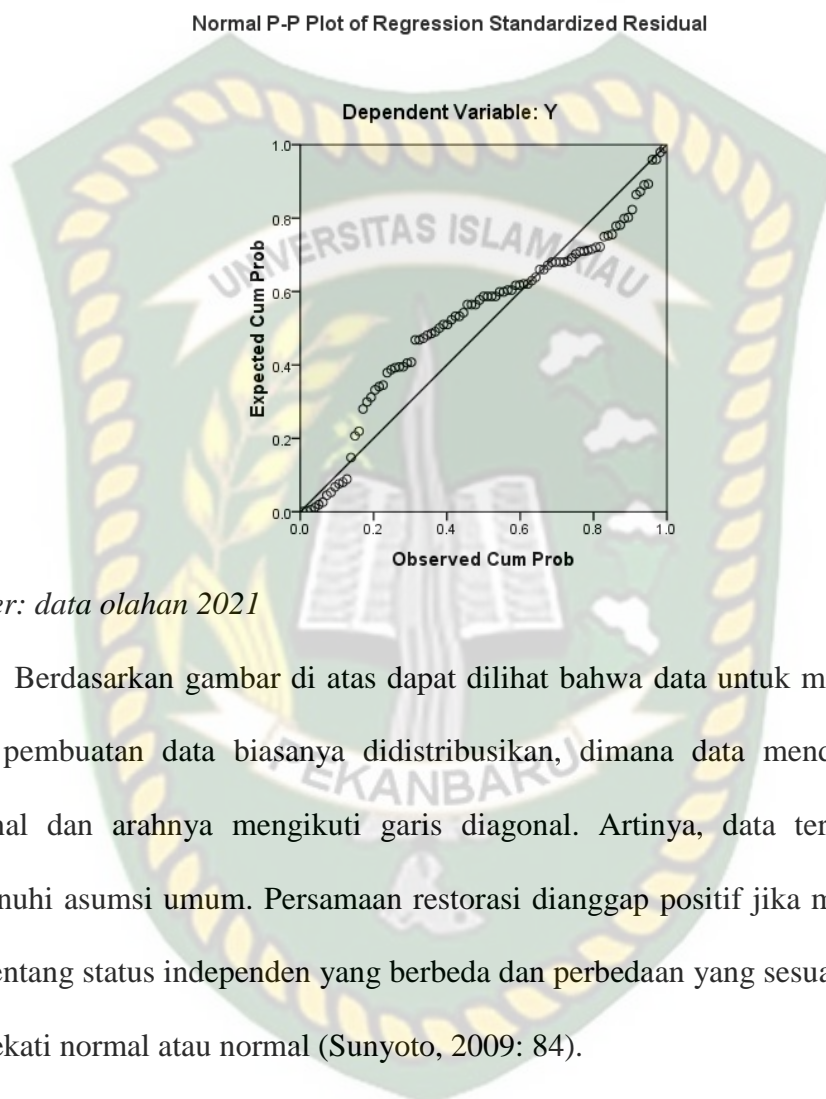 Normal P-P Plot of Regression Standardized Residual
Dependent Variable: Y
Expected Cum Prob
1.0
0.8
0.6
0.4
0.2
0.0
0.0 0.2 0.4 0.6 0.8 1.0
Observed Cum Prob
UNIVERSITAS ISLAM RIAU
PEKANBARU
er: data olahan 2021
Berdasarkan gambar di atas dapat dilihat bahwa data untuk m
pembuatan data biasanya didistribusikan, dimana data menc
nal dan arahnya mengikuti garis diagonal. Artinya, data ter
nuhi asumsi umum. Persamaan restorasi dianggap positif jika m
entang status independen yang berbeda dan perbedaan yang sesua
ekati normal atau normal (Sunyoto, 2009: 84).